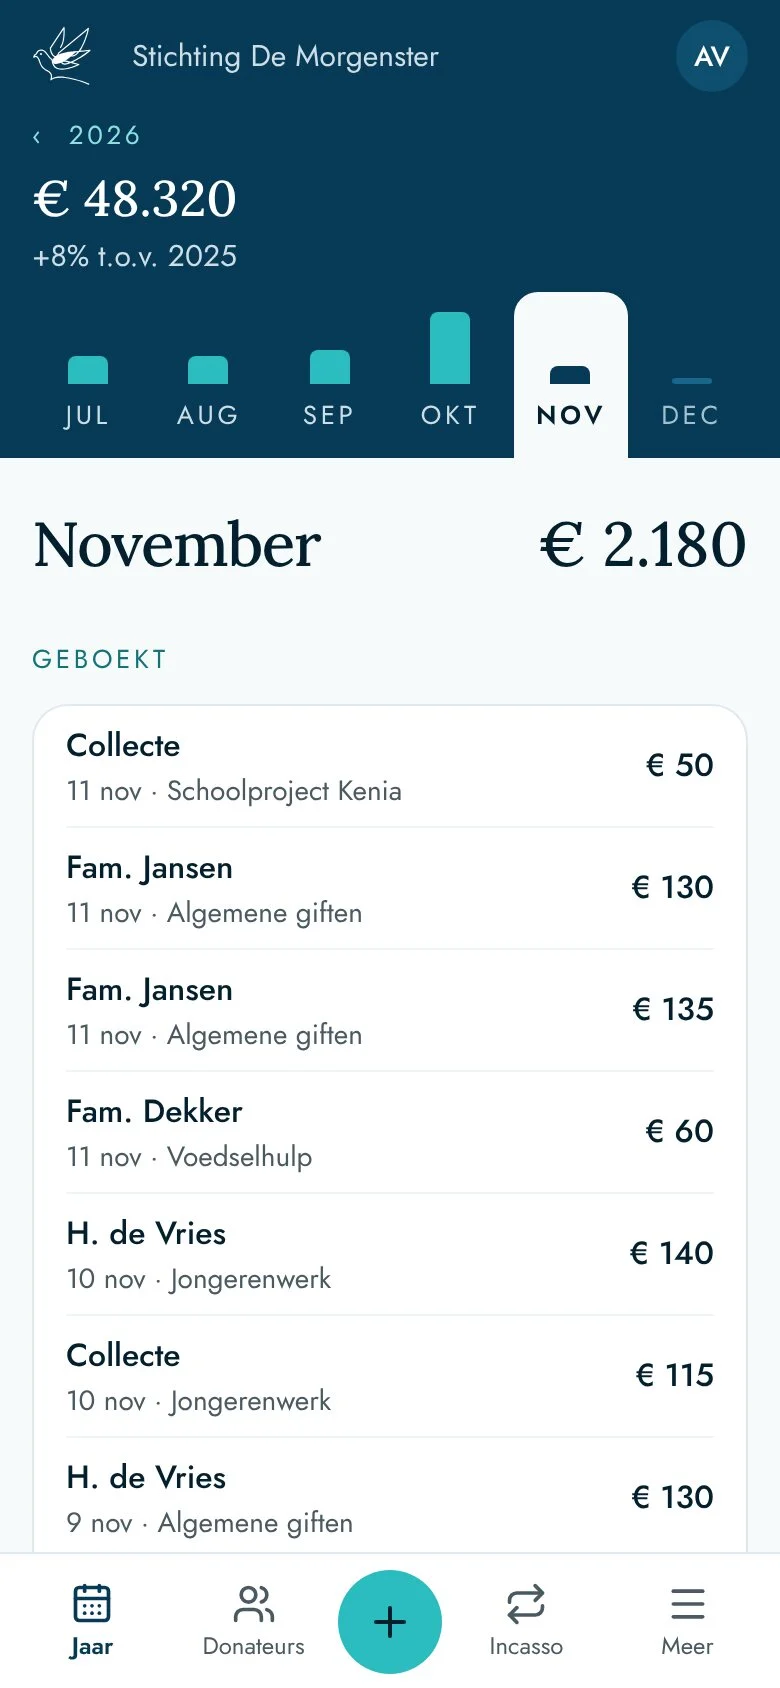 Stichting De Morgenster
AV
‹ 2026
€ 48.320
+8% t.o.v. 2025
JUL AUG SEP OKT NOV DEC
November € 2.180
GEBOEKT
Collecte
€ 50
11 nov · Schoolproject Kenia
Fam. Jansen
€ 130
11 nov · Algemene giften
Fam. Jansen
€ 135
11 nov · Algemene giften
Fam. Dekker
€ 60
11 nov · Voedselhulp
H. de Vries
€ 140
10 nov · Jongerenwerk
Collecte
€ 115
10 nov · Jongerenwerk
H. de Vries
€ 130
9 nov · Algemene giften
Jaar Donateurs + Incasso Meer